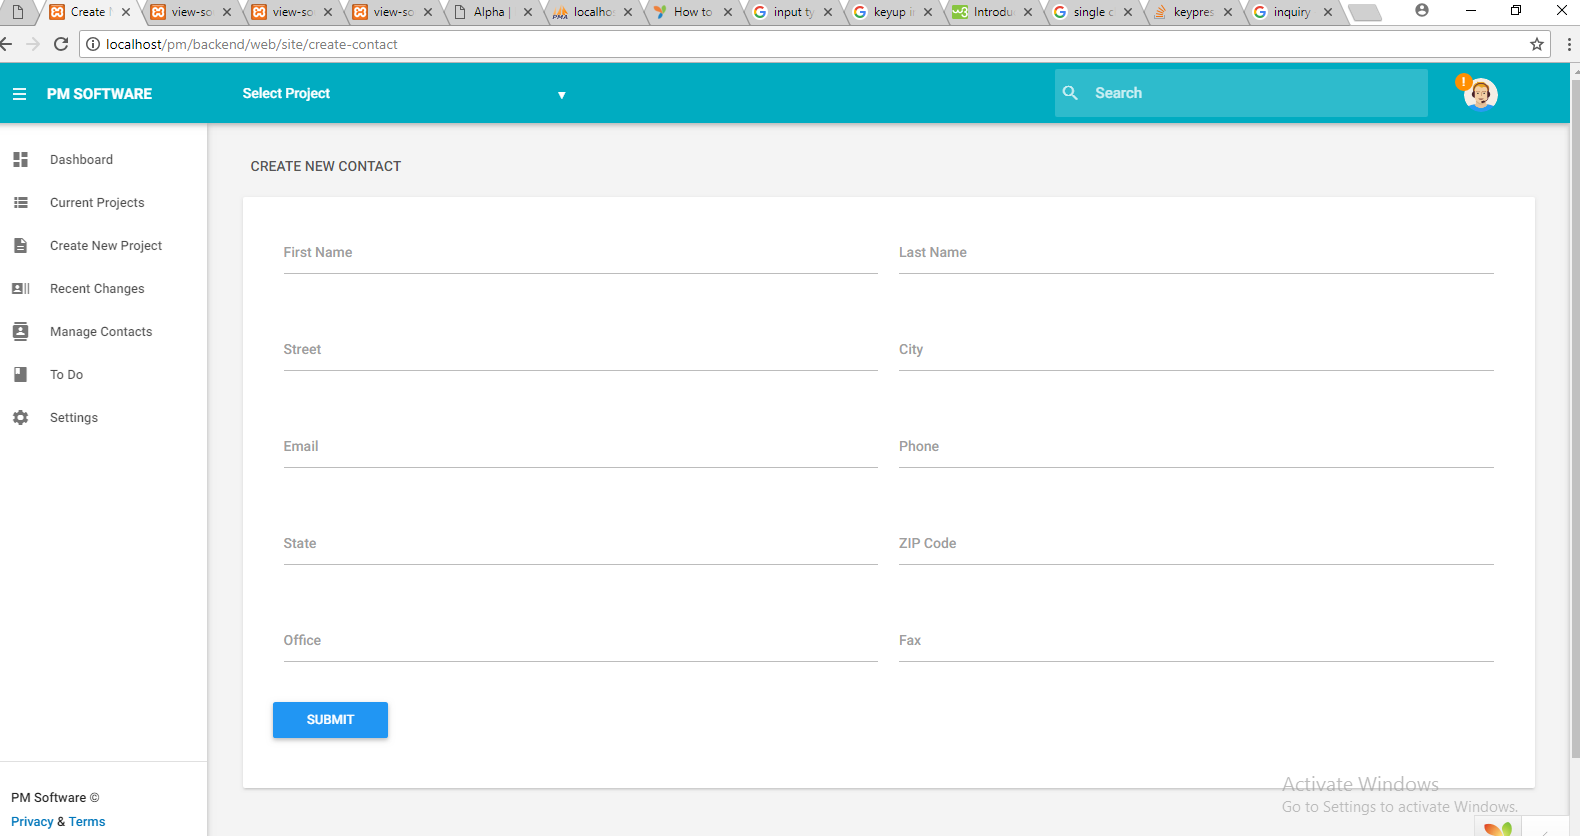 Create N
view-so
view-so
view-so
Alpha |
localhos
How to
input ty
keyup i
Introdu
single c
keypres
inquiry
localhost/pm/backend/web/site/create-contact
PM SOFTWARE
Select Project
Search
!
Dashboard
Current Projects
Create New Project
Recent Changes
Manage Contacts
To Do
Settings
CREATE NEW CONTACT
First Name
Last Name
Street
City
Email
Phone
State
ZIP Code
Office
Fax
SUBMIT
Activate Windows
Go to Settings to activate Windows.
PM Software ©
Privacy & Terms